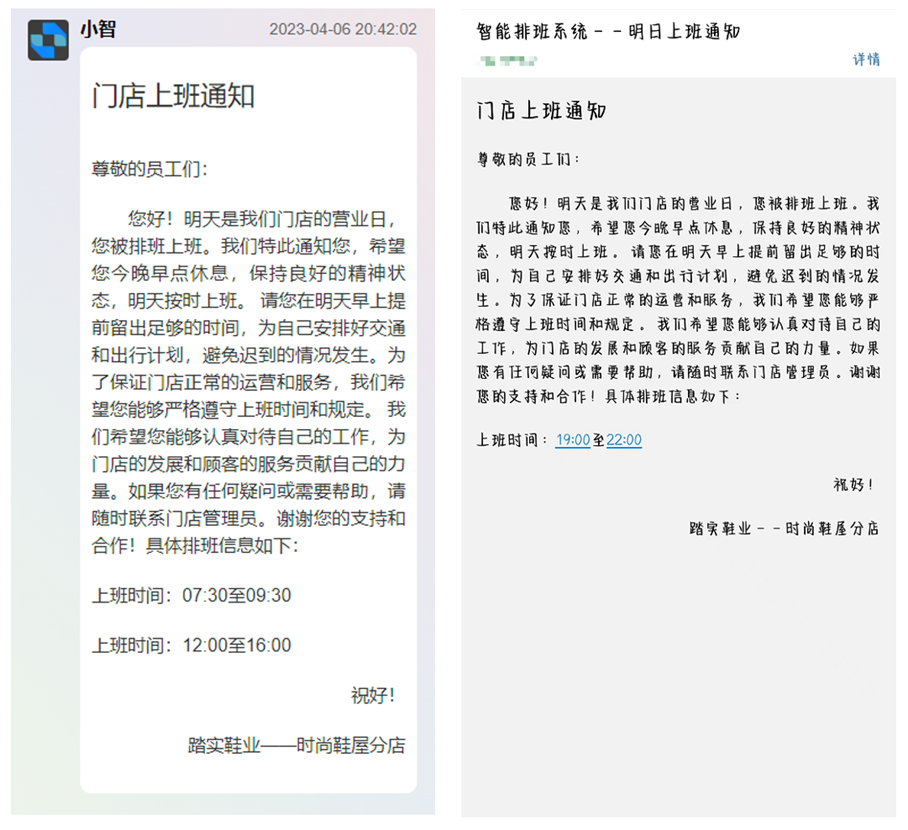 小智
2023-04-06 20:42:02
门店上班通知
尊敬的员工们：
您好！明天是我们门店的营业日，
您被排班上班。我们特此通知您，希望
您今晚早点休息，保持良好的精神状
态，明天按时上班。 请您在明天早上提
前留出足够的时间，为自己安排好交通
和出行计划，避免迟到的情况发生。为
了保证门店正常的运营和服务，我们希
望您能够严格遵守上班时间和规定。 我
们希望您能够认真对待自己的工作，为
门店的发展和顾客的服务贡献自己的力
量。如果您有任何疑问或需要帮助，请
随时联系门店管理员。谢谢您的支持和
合作！具体排班信息如下：
上班时间：07:30至09:30
上班时间：12:00至16:00
祝好！
踏实鞋业——时尚鞋屋分店
智能排班系统--明日上班通知
详情
门店上班通知
尊敬的员工们：
您好！明天是我们门店的营业日，您被排班上班。我
们特此通知您，希望您今晚早点休息，保持良好的精神状
态，明天按时上班。 请您在明天早上提前留出足够的时
间，为自己安排好交通和出行计划，避免迟到的情况发
生。为了保证门店正常的运营和服务，我们希望您能够严
格遵守上班时间和规定。 我们希望您能够认真对待自己的
工作，为门店的发展和顾客的服务贡献自己的力量。如果
您有任何疑问或需要帮助，请随时联系门店管理员。谢谢
您的支持和合作！具体排班信息如下：
上班时间：19:00至22:00
祝好！
踏实鞋业--时尚鞋屋分店